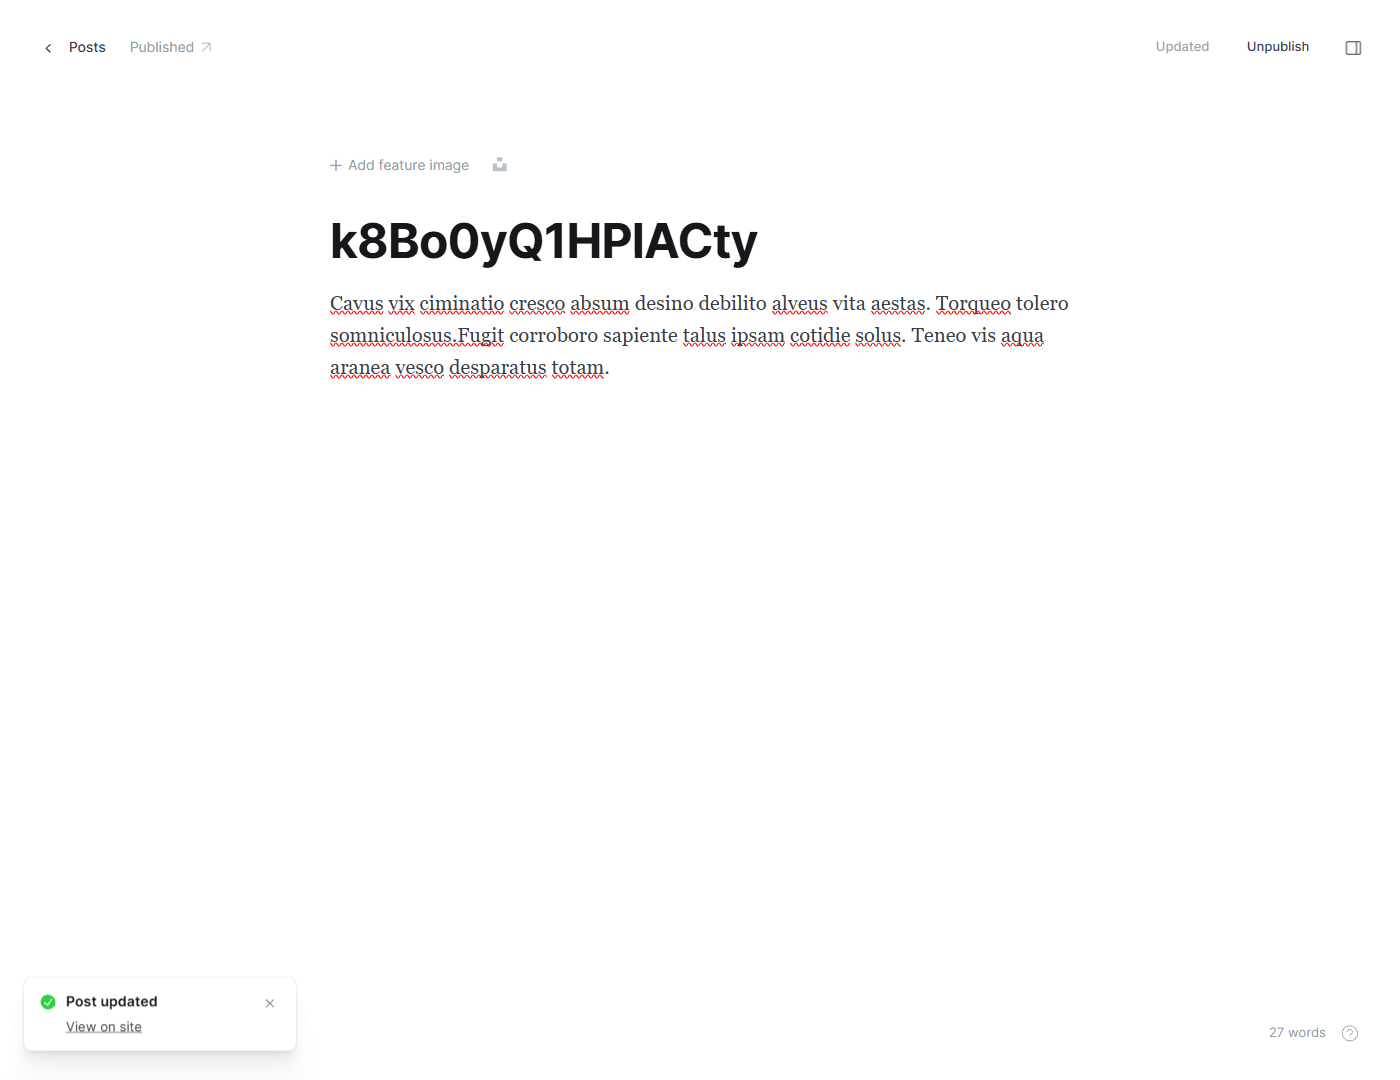 Posts Published
Updated Unpublish
Add feature image
k8Bo0yQ1HPIACty
Cavus vix ciminatio cresco absum desino debilito alveus vita aestas. Torqueo tolero
somniculosus.Fugit corroboro sapiente talus ipsam cotidie solus. Teneo vis aqua
aranea vesco desparatus totam.
Post updated
View on site
27 words